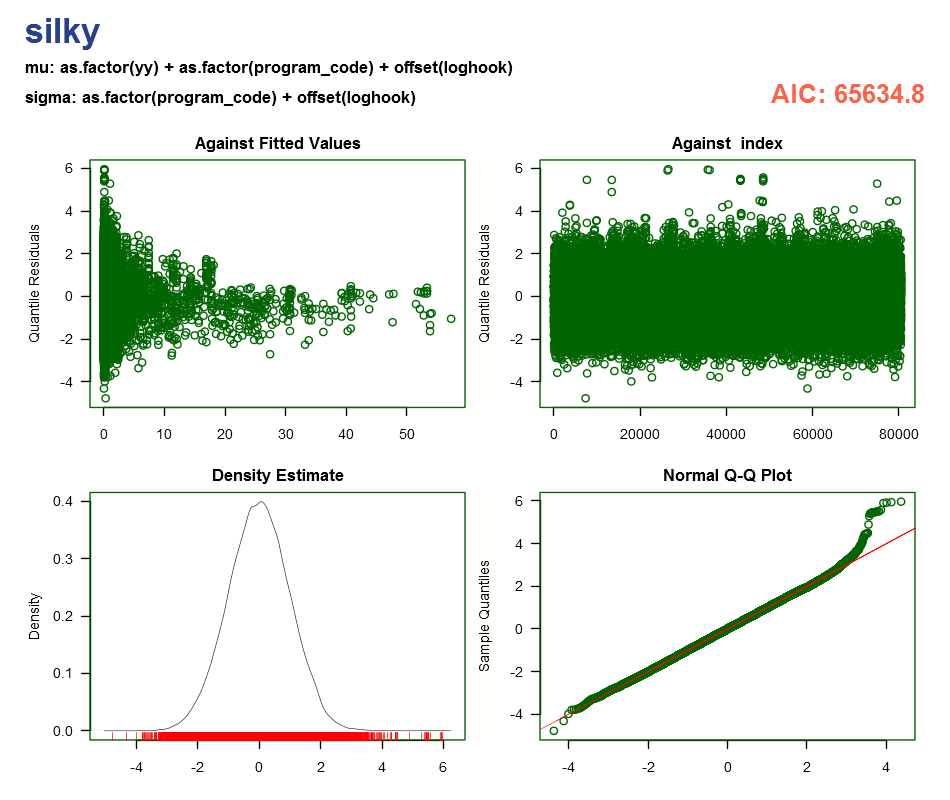 silky
mu: as.factor(yy) + as.factor(program_code) + offset(loghook)
sigma: as.factor(program_code) + offset(loghook)
AIC: 65634.8
Against Fitted Values
Quantile Residuals
6
4
2
0
-2
-4
0 10 20 30 40 50
Against  index
Quantile Residuals
6
4
2
0
-2
-4
0 20000 40000 60000 80000
Density Estimate
Density
0.4
0.3
0.2
0.1
0.0
-4 -2 0 2 4 6
Normal Q-Q Plot
Sample Quantiles
6
4
2
0
-2
-4
-4 -2 0 2 4